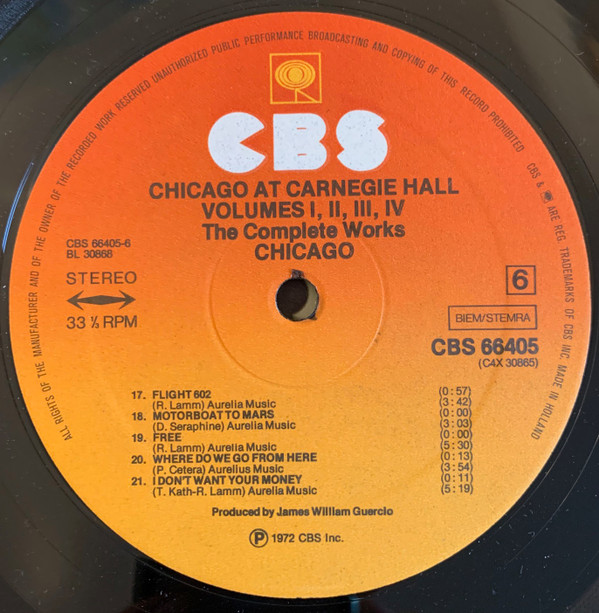 ALL RIGHTS OF THE MANUFACTURER AND OF THE OWNER OF THE RECORDED WORK RESERVED UNAUTHORIZED PUBLIC PERFORMANCE BROADCASTING AND COPYING OF THIS RECORD PROHIBITED
CBS & ARE REG. TRADEMARKS OF CBS INC. MADE IN HOLLAND
CBS
CHICAGO AT CARNEGIE HALL
VOLUMES I, II, III, IV
The Complete Works
CHICAGO
CBS 66405-6
BL 30868
STEREO
33 ⅓ RPM
6
BIEM/STEMRA
CBS 66405
(C4X 30865)
17. FLIGHT 602 (0:57)
(R. Lamm) Aurelia Music (3:42)
18. MOTORBOAT TO MARS (0:00)
(D. Seraphine) Aurelia Music (3:03)
19. FREE (0:00)
(R. Lamm) Aurelia Music (5:30)
20. WHERE DO WE GO FROM HERE (0:13)
(P. Cetera) Aurelius Music (3:54)
21. I DON'T WANT YOUR MONEY (0:11)
(T. Kath-R. Lamm) Aurelia Music (5:19)
Produced by James William Guercio
℗ 1972 CBS Inc.